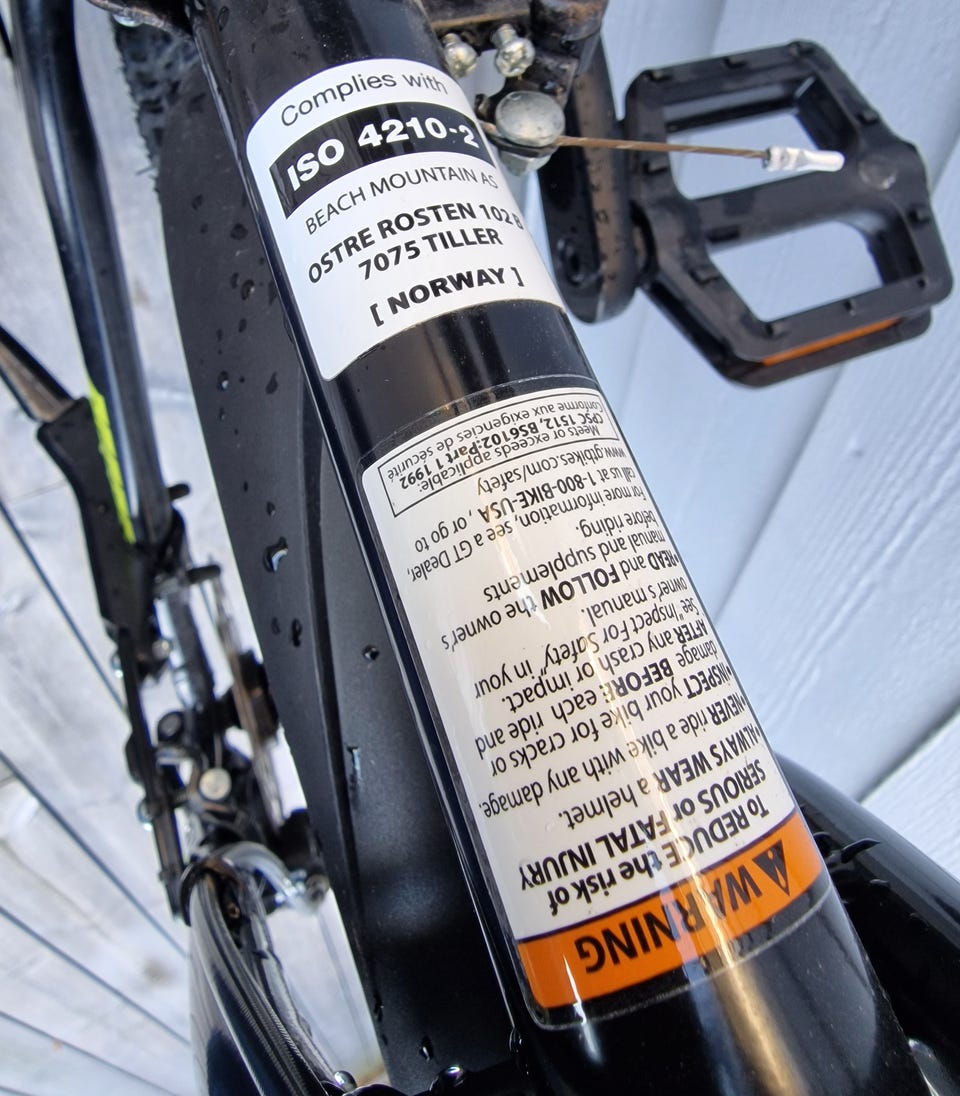 Complies with
ISO 4210-2
BEACH MOUNTAIN AS
OSTRE ROSTEN 102 B
7075 TILLER
[ NORWAY ]
WARNING
To REDUCE the risk of
SERIOUS or FATAL INJURY
•ALWAYS WEAR a helmet.
•NEVER ride a bike with any damage.
•INSPECT your bike for cracks or
damage BEFORE each ride and
AFTER any crash or impact.
See "Inspect For Safety" in your
owner's manual.
•READ and FOLLOW the owner's
manual and supplements
before riding.
For more information, see a GT Dealer,
call us at 1-800-BIKE-USA , or go to
www.gtbikes.com/safety
Meets or exceeds applicable:
CPSC 1512, BS6102:Part 1 1992
Conforme aux exigencies de sécurité